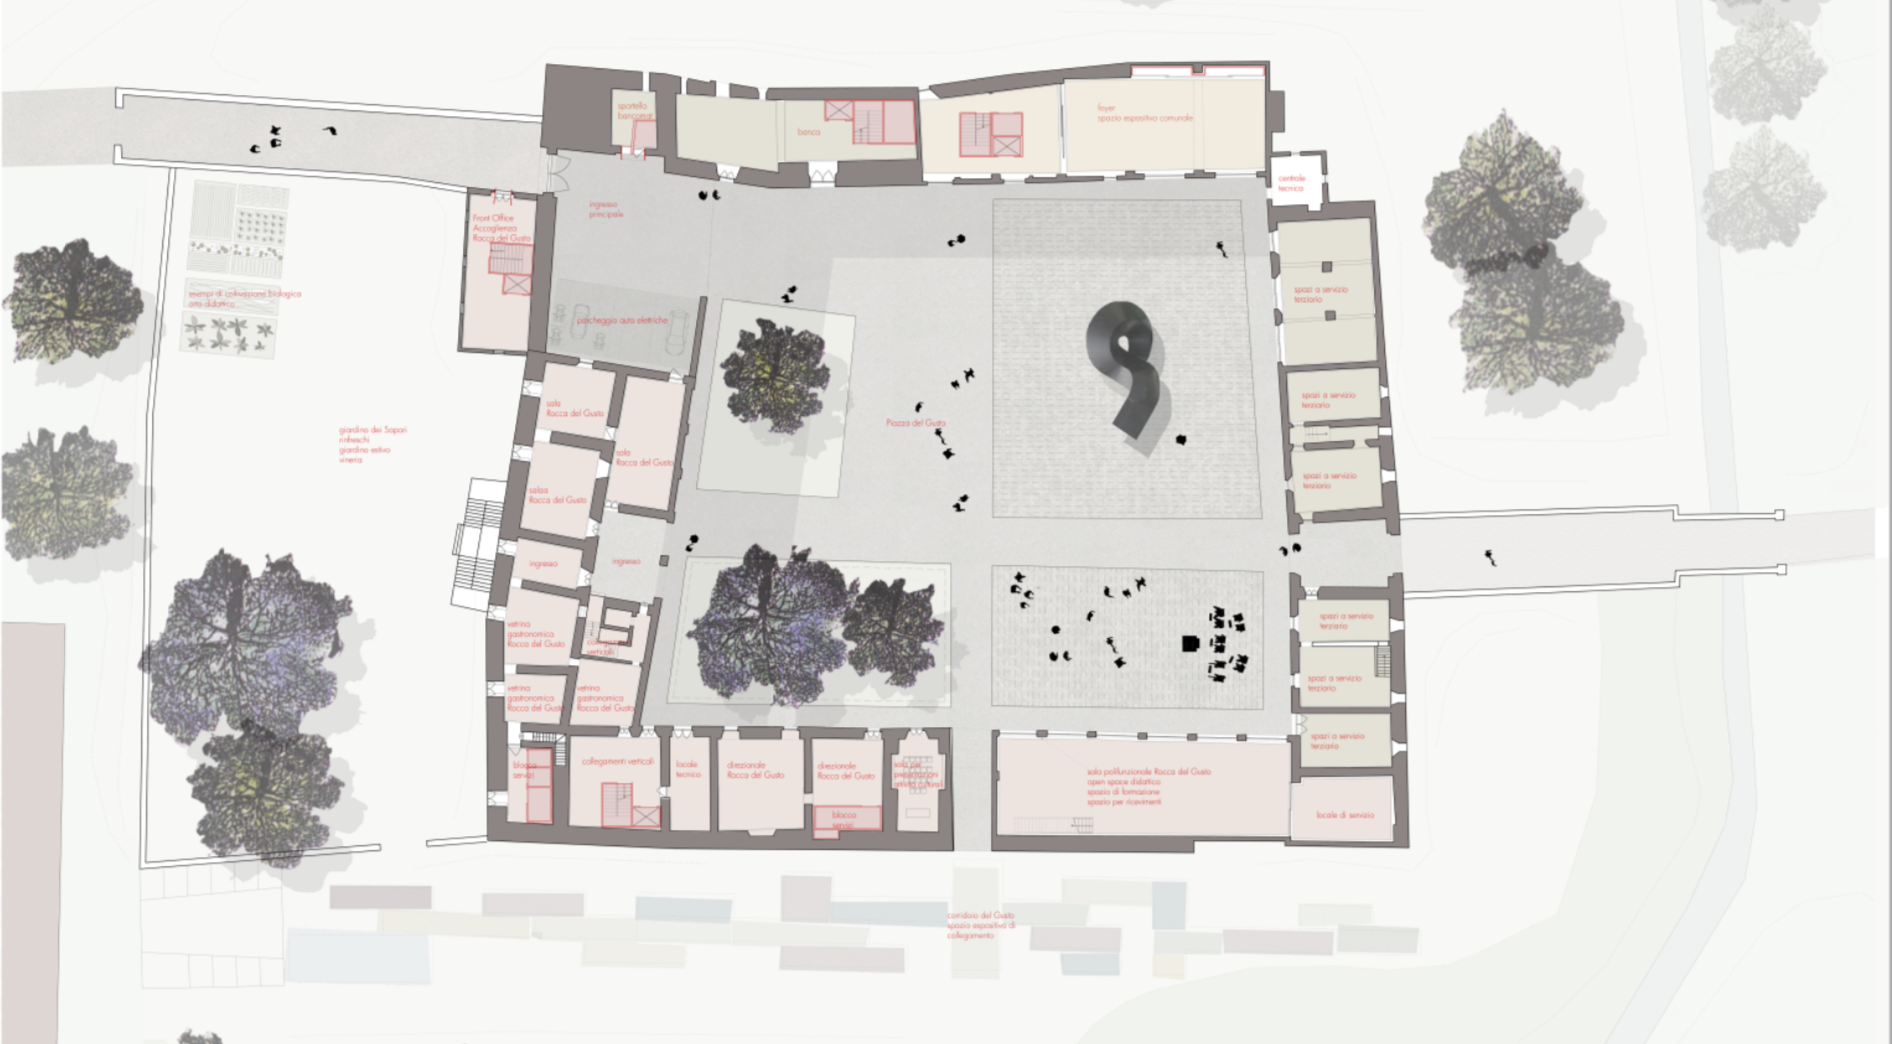 sportello
bancomat
banca
foyer
spazio espositivo comunale
centrale
tecnica
ingresso
principale
Front Office
Accoglienza
Rocca del Gusto
esempi di coltivazione biologica
orto didattico
parcheggio auto elettriche
spazi a servizio
terziario
sala
Rocca del Gusto
spazi a servizio
terziario
giardino dei Sapori
rinfreschi
giardino estivo
vineria
Piazza del Gusto
sala
Rocca del Gusto
salaa
Rocca del Gusto
spazi a servizio
terziario
ingresso
ingresso
vetrina
gastronomica
Rocca del Gusto
collegamenti
verticali
spazi a servizio
terziario
vetrina
gastronomica
Rocca del Gusto
vetrina
gastronomica
Rocca del Gusto
spazi a servizio
terziario
spazi a servizio
terziario
blocco
servizi
collegamenti verticali
locale
tecnico
direzionale
Rocca del Gusto
direzionale
Rocca del Gusto
sala per
presentazioni
attività culturali
blocco
servizi
sala polifunzionale Rocca del Gusto
open space didattico
spazio di formazione
spazio per ricevimenti
locale di servizio
corridoio del Gusto
spazio espositivo di
collegamento